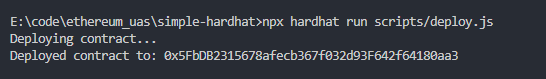 E:\code\ethereum_uas\simple-hardhat>npx hardhat run scripts/deploy.js
Deploying contract...
Deployed contract to: 0x5FbDB2315678afecb367f032d93F642f64180aa3